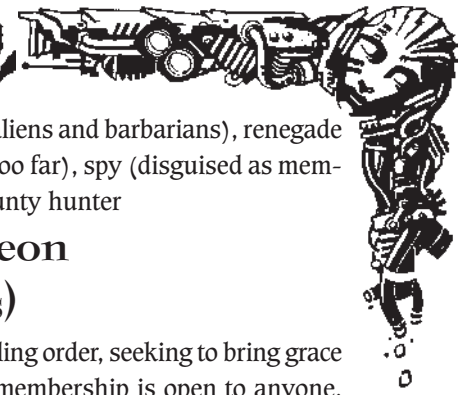 aliens and barbarians), renegade
too far), spy (disguised as mem-
unty hunter
eon
s)
ling order, seeking to bring grace
membership is open to anyone,